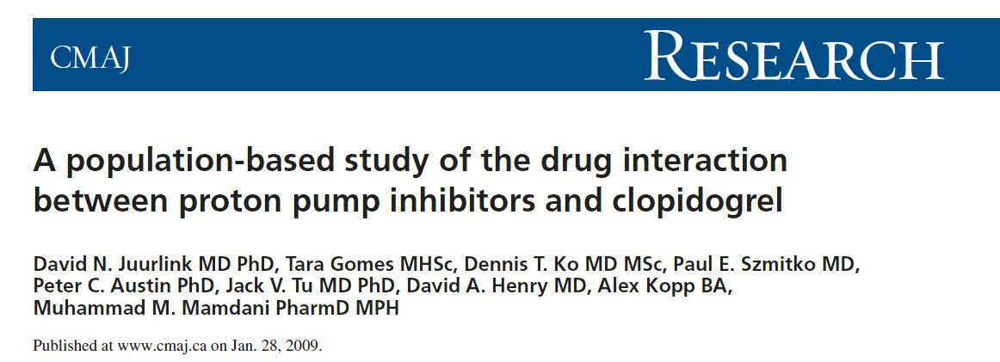 CMAJ
RESEARCH
A population-based study of the drug interaction
between proton pump inhibitors and clopidogrel
David N. Juurlink MD PhD, Tara Gomes MHSc, Dennis T. Ko MD MSc, Paul E. Szmitko MD,
Peter C. Austin PhD, Jack V. Tu MD PhD, David A. Henry MD, Alex Kopp BA,
Muhammad M. Mamdani PharmD MPH
Published at www.cmaj.ca on Jan. 28, 2009.